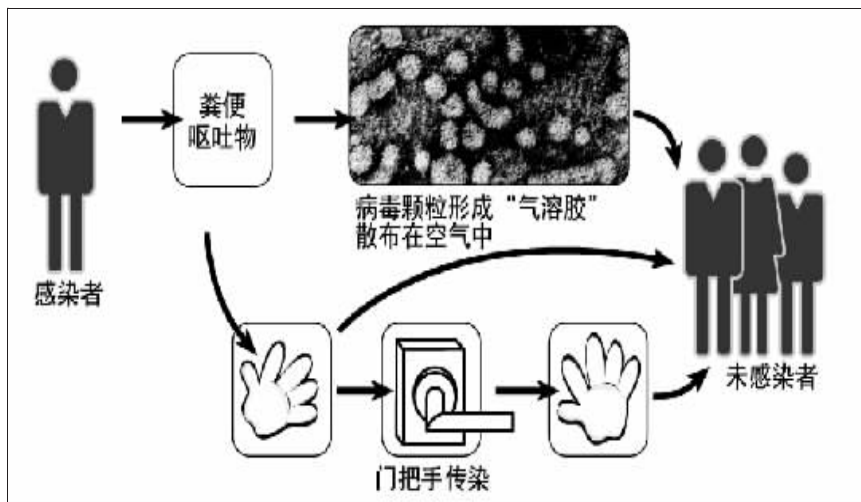 粪便
呕吐物
病毒颗粒形成“气溶胶”
散布在空气中
感染者
未感染者
门把手传染